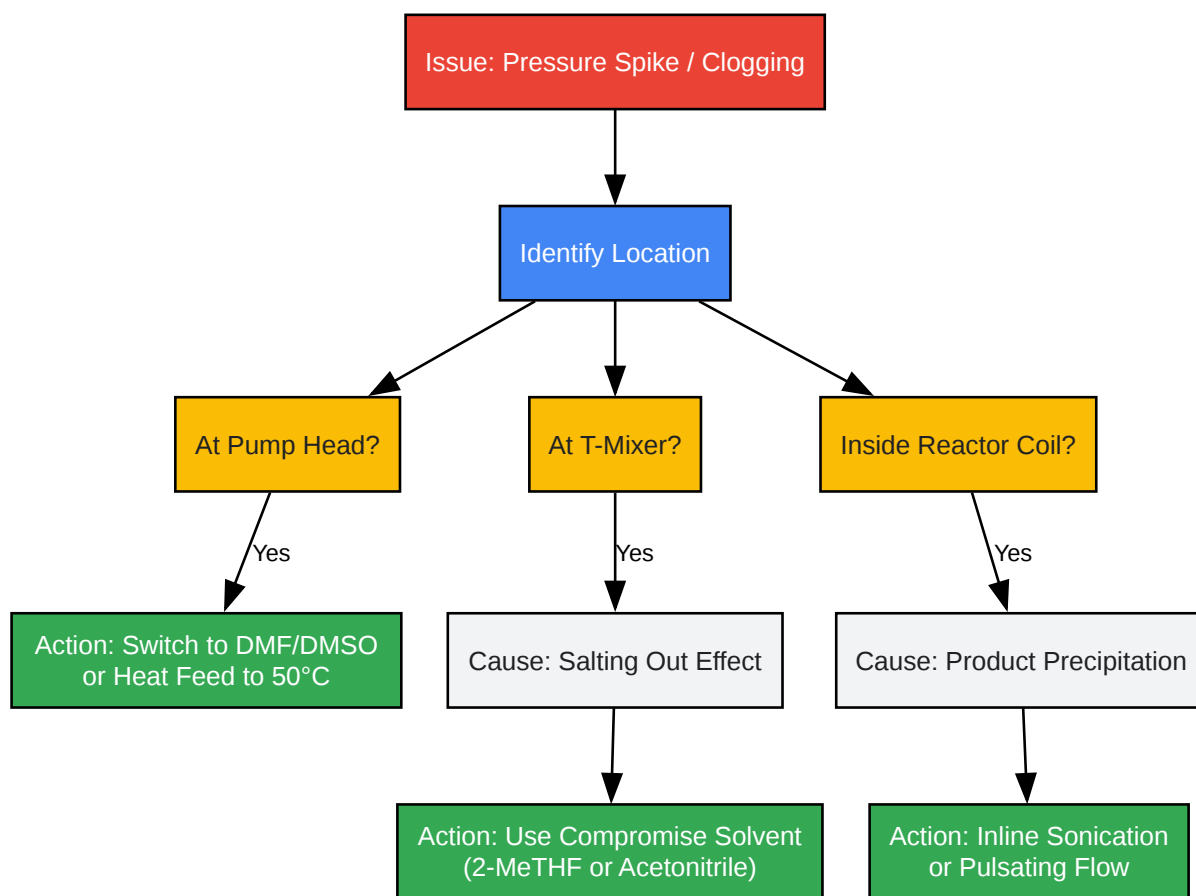 Issue: Pressure Spike / Clogging
Identify Location
At Pump Head?
At T-Mixer?
Inside Reactor Coil?
Yes
Yes
Yes
Action: Switch to DMF/DMSO
or Heat Feed to 50°C
Cause: Salting Out Effect
Cause: Product Precipitation
Action: Use Compromise Solvent
(2-MeTHF or Acetonitrile)
Action: Inline Sonication
or Pulsating Flow